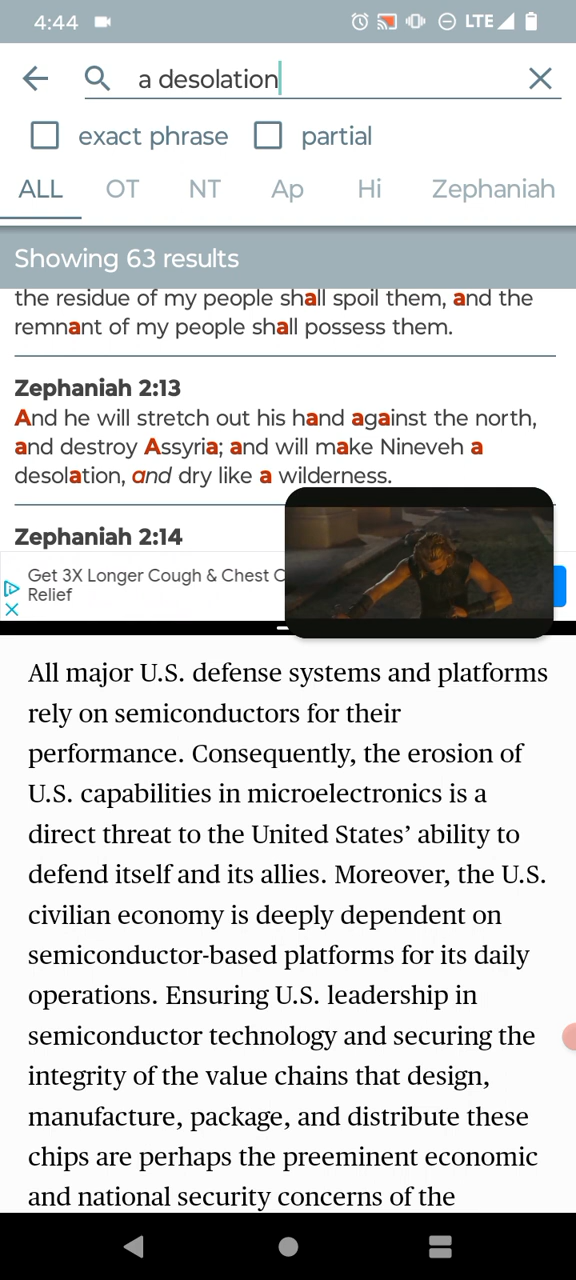 4:44
LTE
a desolation
exact phrase
partial
ALL OT NT Ap Hi Zephaniah
Showing 63 results
the residue of my people shall spoil them, and the
remnant of my people shall possess them.
Zephaniah 2:13
And he will stretch out his hand against the north,
and destroy Assyria; and will make Nineveh a
desolation, and dry like a wilderness.
Zephaniah 2:14
Get 3X Longer Cough & Chest C
Relief
All major U.S. defense systems and platforms
rely on semiconductors for their
performance. Consequently, the erosion of
U.S. capabilities in microelectronics is a
direct threat to the United States’ ability to
defend itself and its allies. Moreover, the U.S.
civilian economy is deeply dependent on
semiconductor-based platforms for its daily
operations. Ensuring U.S. leadership in
semiconductor technology and securing the
integrity of the value chains that design,
manufacture, package, and distribute these
chips are perhaps the preeminent economic
and national security concerns of the